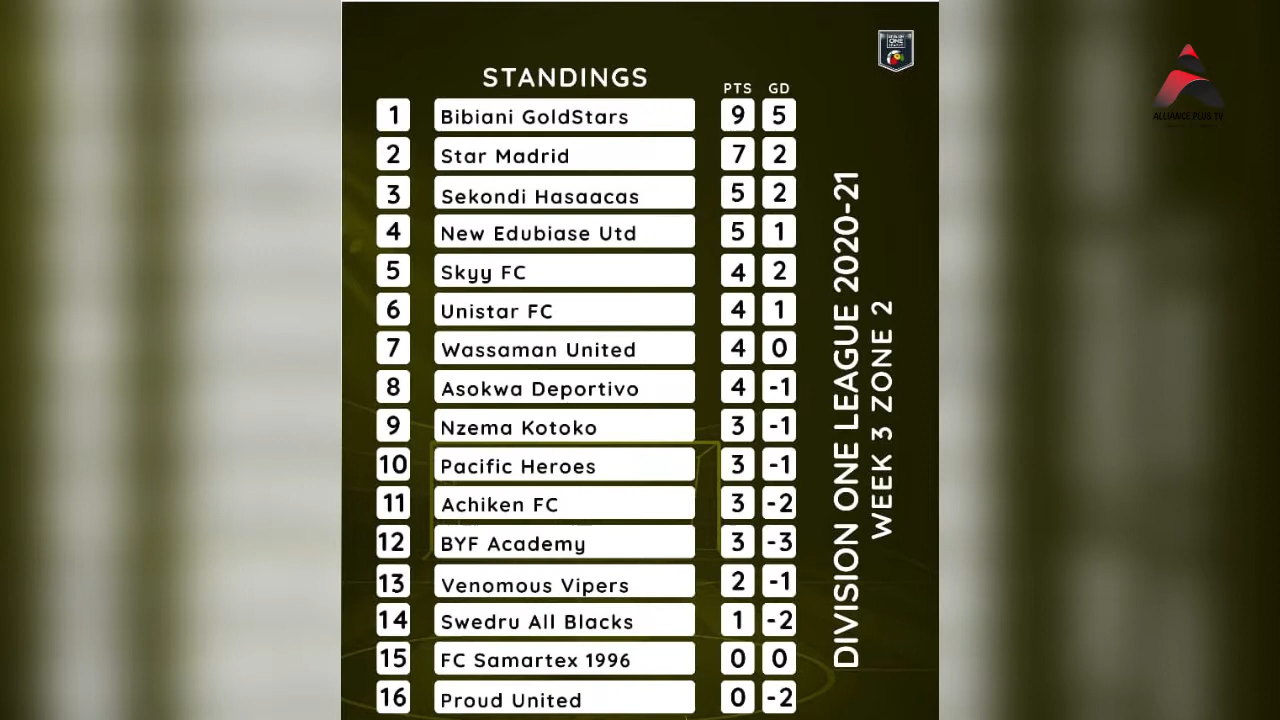 STANDINGS
PTS GD
1 Bibiani GoldStars 9 5
2 Star Madrid 7 2
3 Sekondi Hasaacas 5 2
4 New Edubiase Utd 5 1
5 Skyy FC 4 2
6 Unistar FC 4 1
7 Wassaman United 4 0
8 Asokwa Deportivo 4 -1
9 Nzema Kotoko 3 -1
10 Pacific Heroes 3 -1
11 Achiken FC 3 -2
12 BYF Academy 3 -3
13 Venomous Vipers 2 -1
14 Swedru All Blacks 1 -2
15 FC Samartex 1996 0 0
16 Proud United 0 -2
DIVISION ONE LEAGUE 2020-21
WEEK 3 ZONE 2
ONE
ALLIANCE PLUS TV